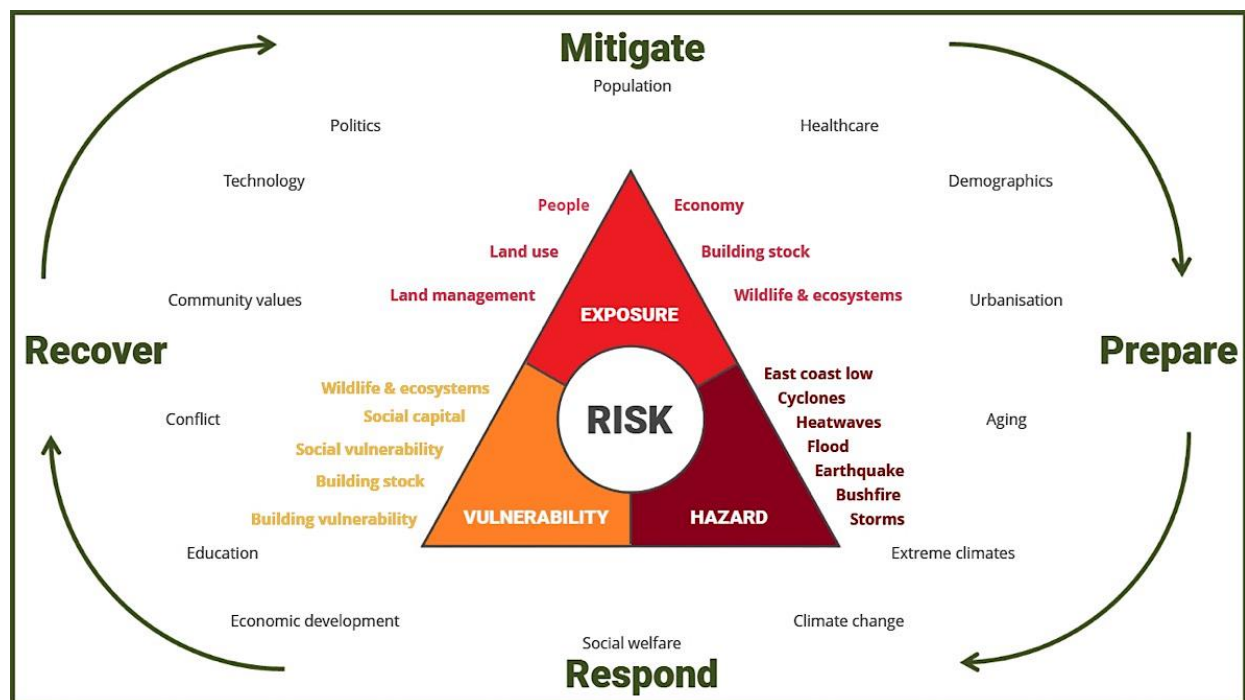 Mitigate
Population
Politics
Healthcare
Technology
Demographics
People
Economy
Land use
Building stock
Land management
Wildlife & ecosystems
Community values
Urbanisation
EXPOSURE
Recover
Prepare
East coast low
Wildlife & ecosystems
Cyclones
Social capital
Heatwaves
RISK
Conflict
Aging
Flood
Social vulnerability
Earthquake
Building stock
Bushfire
Building vulnerability
VULNERABILITY
HAZARD
Storms
Education
Extreme climates
Economic development
Climate change
Social welfare
Respond